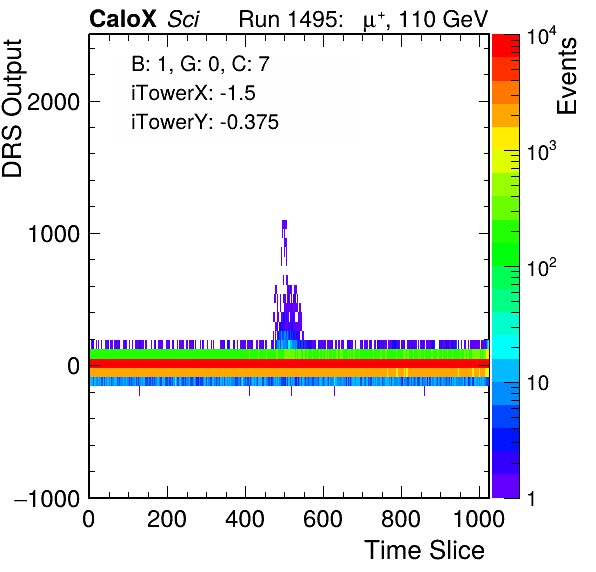 CaloX Sci Run 1495: μ⁺, 110 GeV
B: 1, G: 0, C: 7
iTowerX: -1.5
iTowerY: -0.375
DRS Output
2000
1000
0
−1000
0 200 400 600 800 1000
Time Slice
Events
10⁴
10³
10²
10
1